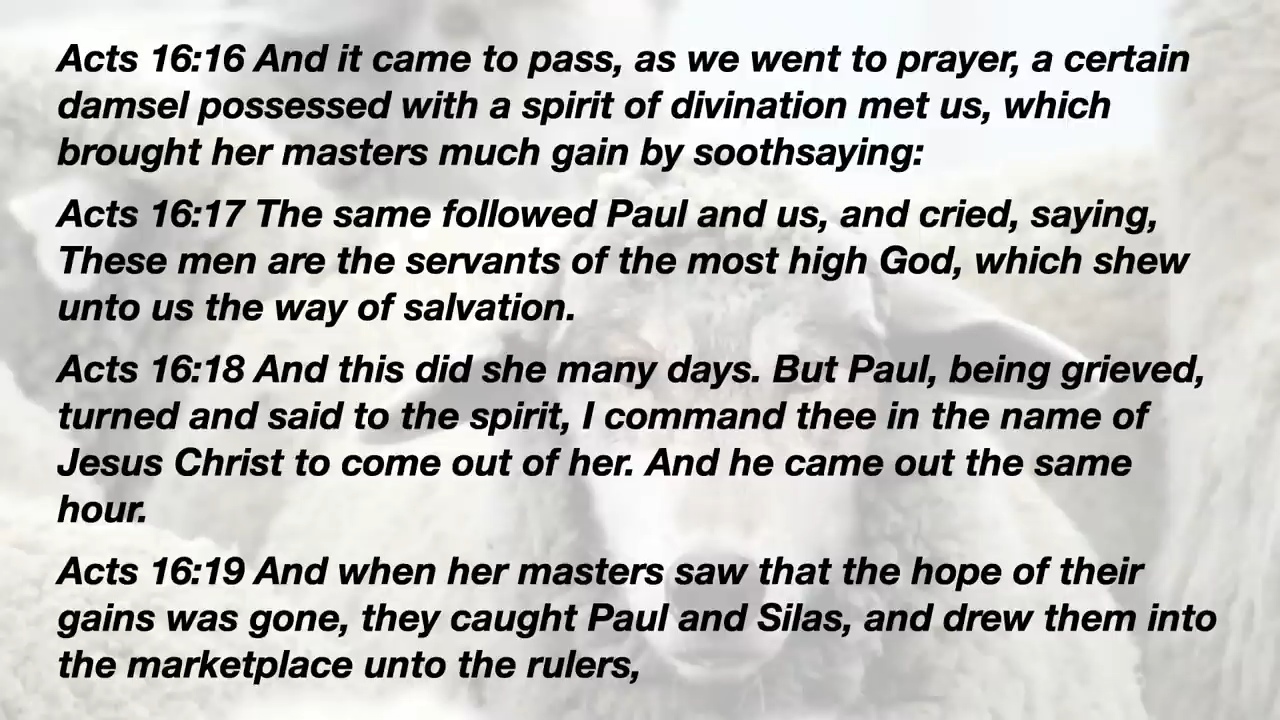 Acts 16:16 And it came to pass, as we went to prayer, a certain
damsel possessed with a spirit of divination met us, which
brought her masters much gain by soothsaying:
Acts 16:17 The same followed Paul and us, and cried, saying,
These men are the servants of the most high God, which shew
unto us the way of salvation.
Acts 16:18 And this did she many days. But Paul, being grieved,
turned and said to the spirit, I command thee in the name of
Jesus Christ to come out of her. And he came out the same
hour.
Acts 16:19 And when her masters saw that the hope of their
gains was gone, they caught Paul and Silas, and drew them into
the marketplace unto the rulers,